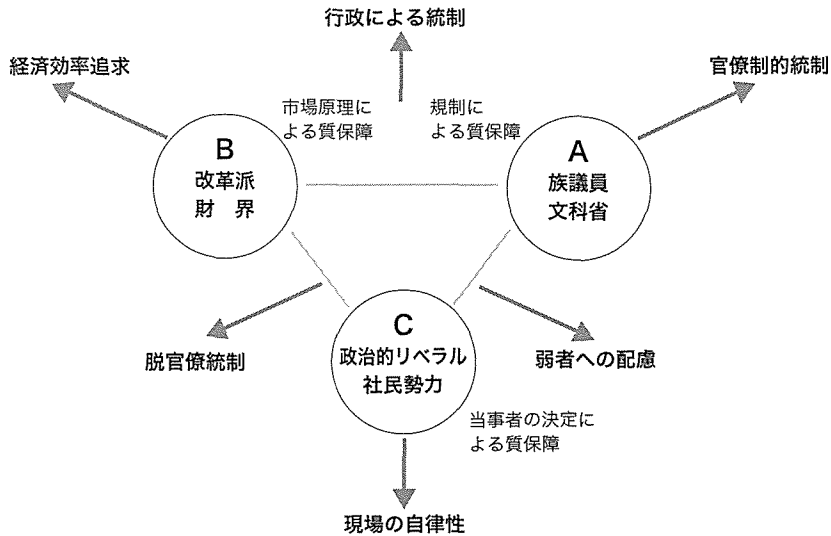 行政による統制
経済効率追求
官僚制的統制
市場原理に
よる質保障
規制に
よる質保障
B
改革派
財　界
A
族議員
文科省
C
政治的リベラル
社民勢力
脱官僚統制
弱者への配慮
当事者の決定に
よる質保障
現場の自律性